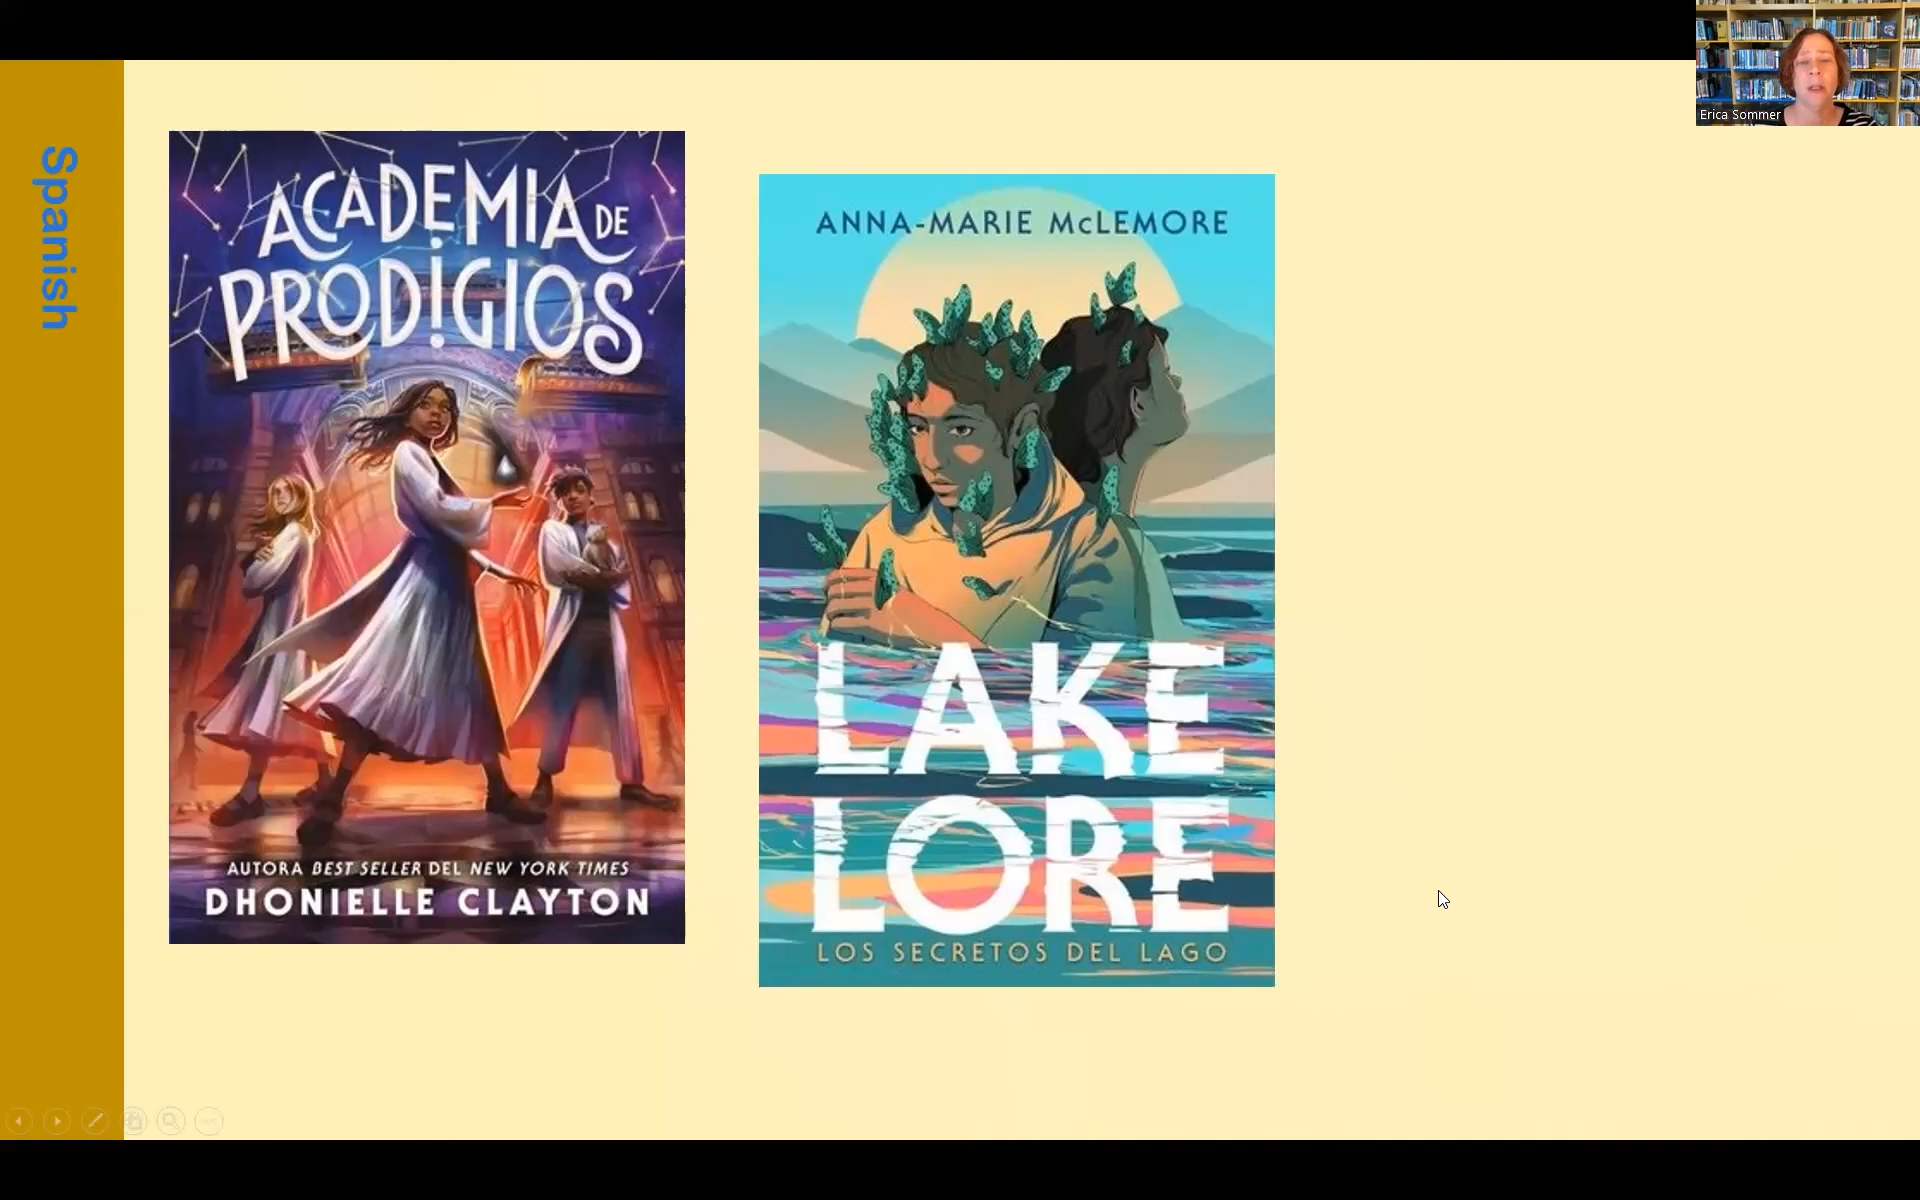 Spanish
ACADEMIA DE
PRODIGIOS
AUTORA BEST SELLER DEL NEW YORK TIMES
DHONIELLE CLAYTON
ANNA-MARIE McLEMORE
LAKE
LORE
LOS SECRETOS DEL LAGO
Erica Sommer